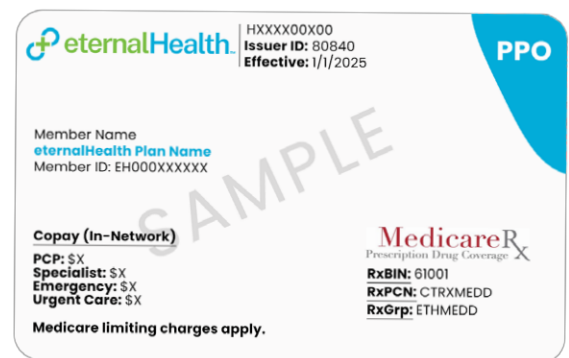 eternalHealth™
HXXXX00X00
Issuer ID: 80840
Effective: 1/1/2025
PPO
Member Name
eternalHealth Plan Name
Member ID: EH000XXXXXX
SAMPLE
Copay (In-Network)
PCP: $X
Specialist: $X
Emergency: $X
Urgent Care: $X
Medicare limiting charges apply.
MedicareRx
Prescription Drug Coverage
RxBIN: 61001
RxPCN: CTRXMEDD
RxGrp: ETHMEDD